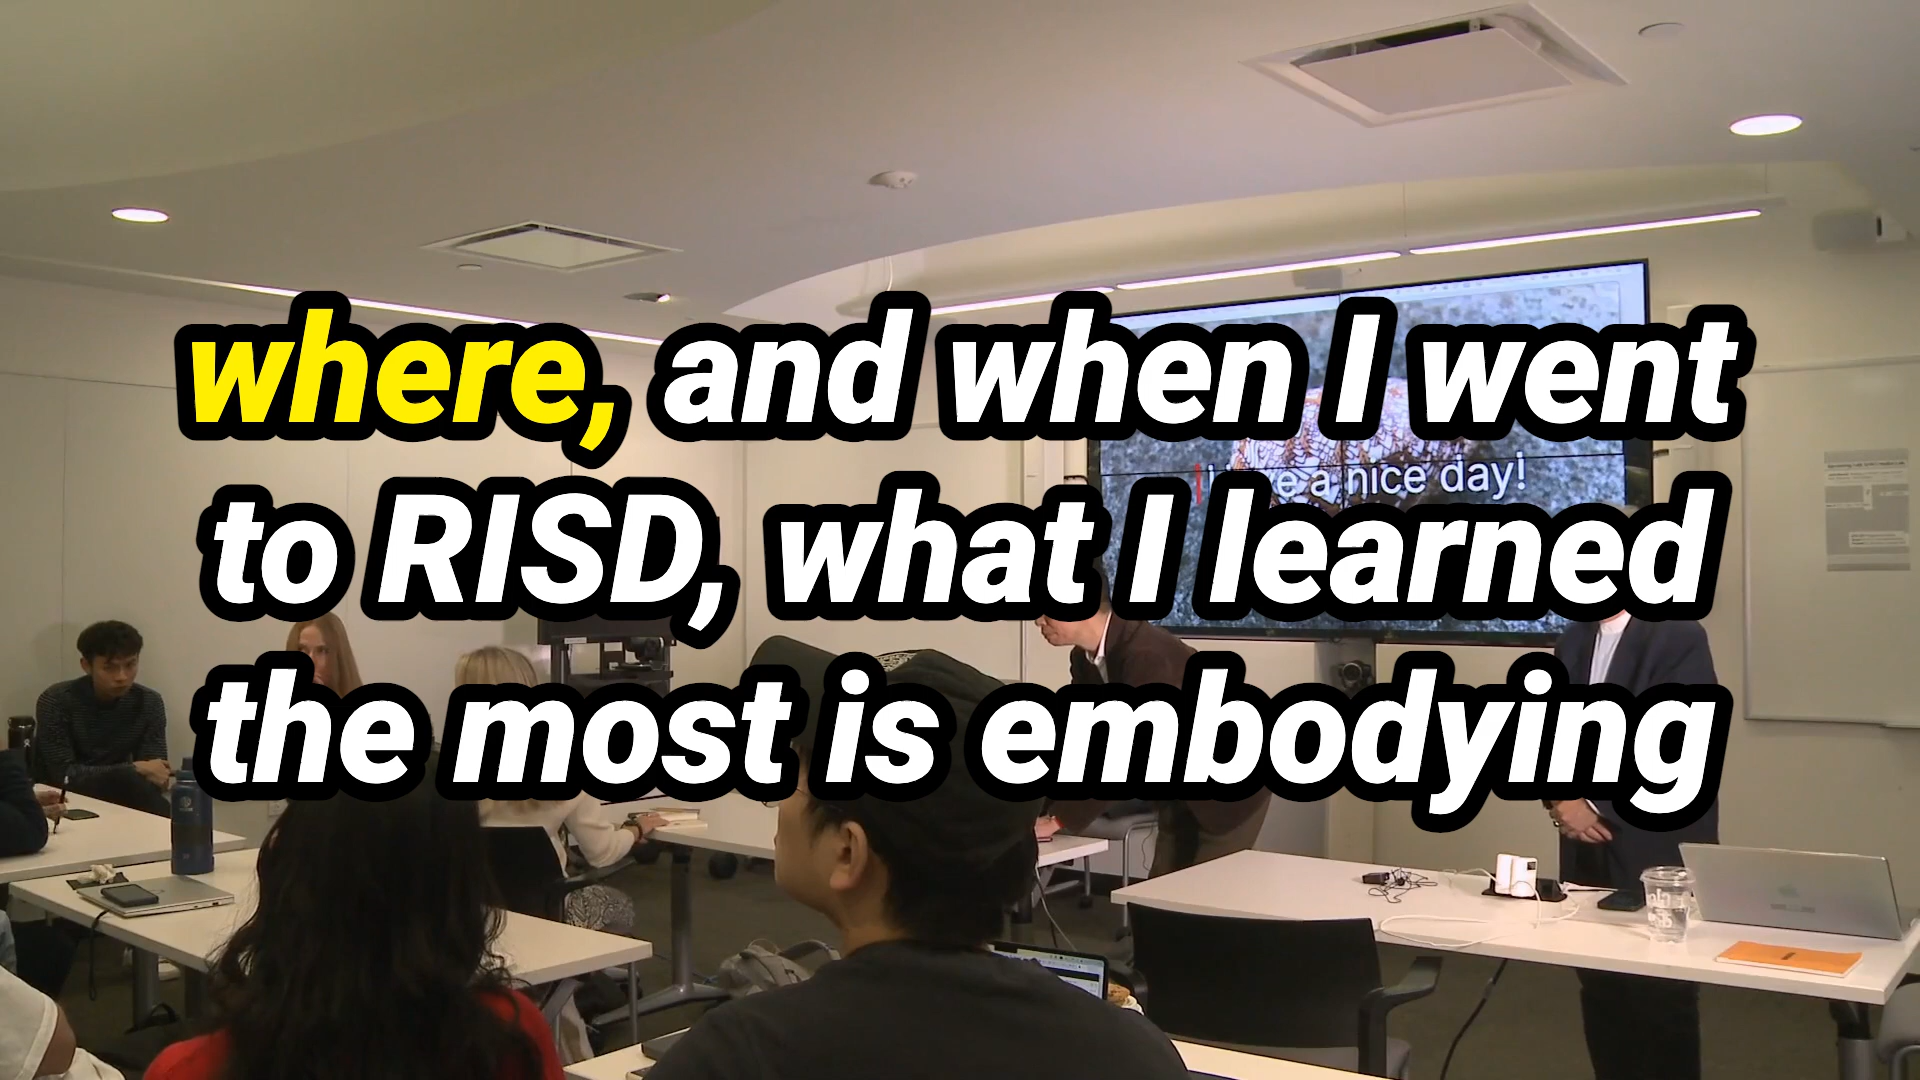 where, and when I went
to RISD, what I learned
the most is embodying
e a nice day!